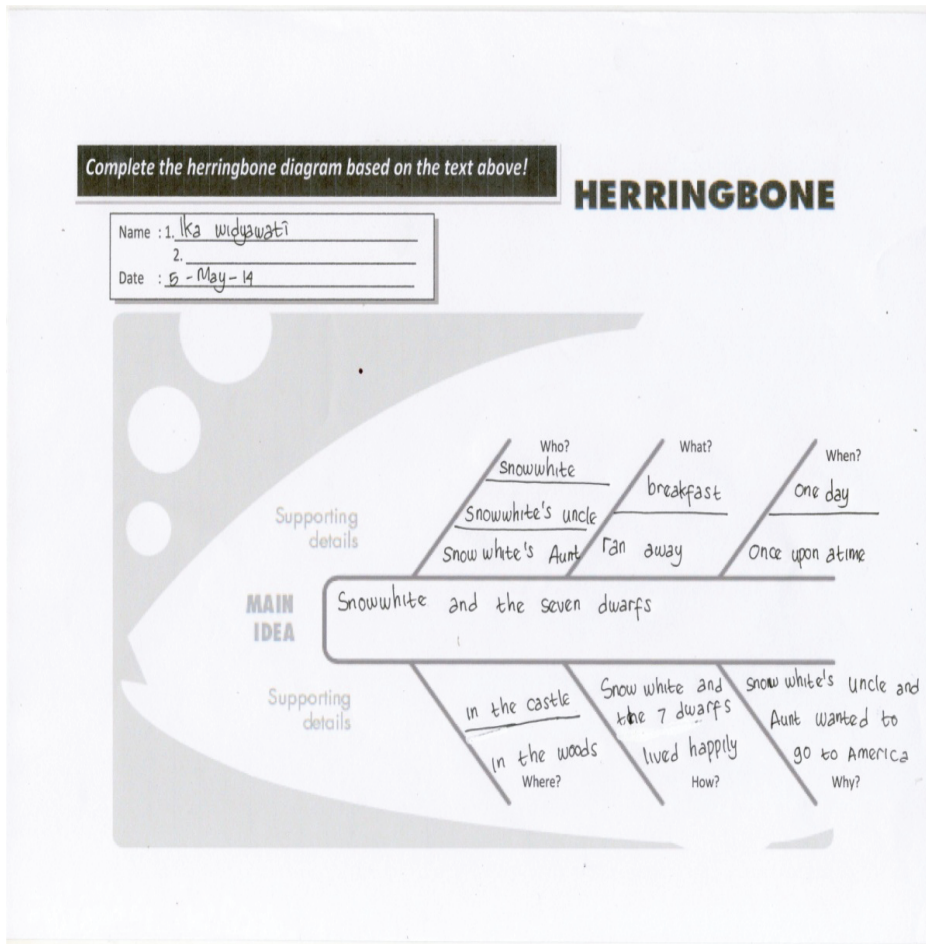 Complete the herringbone diagram based on the text above!
HERRINGBONE
Name : 1. Ika widyawati
2.
Date : 5 - May - 14
Who?
Snowwhite
Snowwhite's uncle
Snow white's Aunt
What?
breakfast
ran away
When?
One day
Once upon a time
Supporting
details
MAIN
IDEA
Snowwhite and the seven dwarfs
Supporting
details
in the castle
in the woods
Where?
Snow white and
the 7 dwarfs
lived happily
How?
Snow white's Uncle and
Aunt wanted to
go to America
Why?